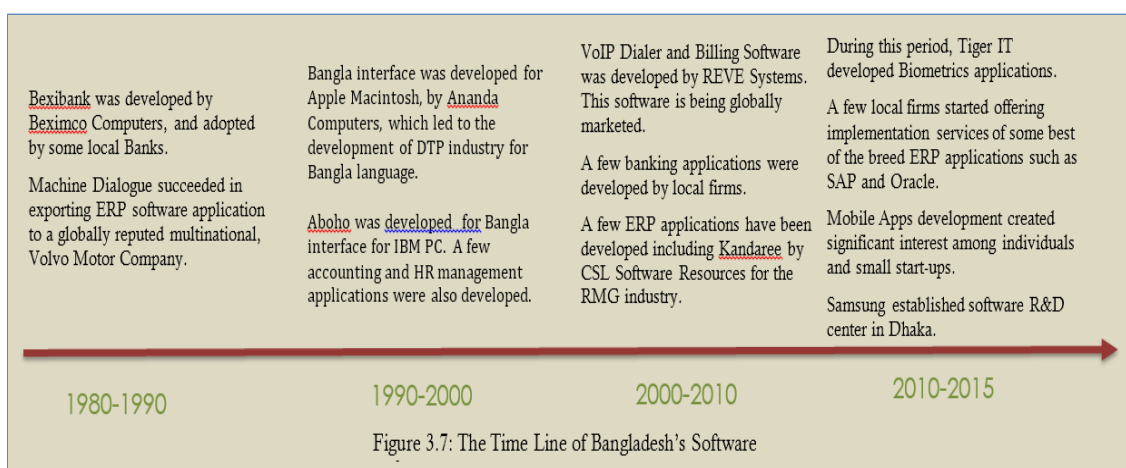 Bexibank was developed by
Beximco Computers, and adopted
by some local Banks.
Machine Dialogue succeeded in
exporting ERP software application
to a globally reputed multinational,
Volvo Motor Company.
Bangla interface was developed for
Apple Macintosh, by Ananda
Computers, which led to the
development of DTP industry for
Bangla language.
Aboho was developed for Bangla
interface for IBM PC. A few
accounting and HR management
applications were also developed.
VoIP Dialer and Billing Software
was developed by REVE Systems.
This software is being globally
marketed.
A few banking applications were
developed by local firms.
A few ERP applications have been
developed including Kandaree by
CSL Software Resources for the
RMG industry.
During this period, Tiger IT
developed Biometrics applications.
A few local firms started offering
implementation services of some best
of the breed ERP applications such as
SAP and Oracle.
Mobile Apps development created
significant interest among individuals
and small start-ups.
Samsung established software R&D
center in Dhaka.
1980-1990
1990-2000
2000-2010
2010-2015
Figure 3.7: The Time Line of Bangladesh’s Software